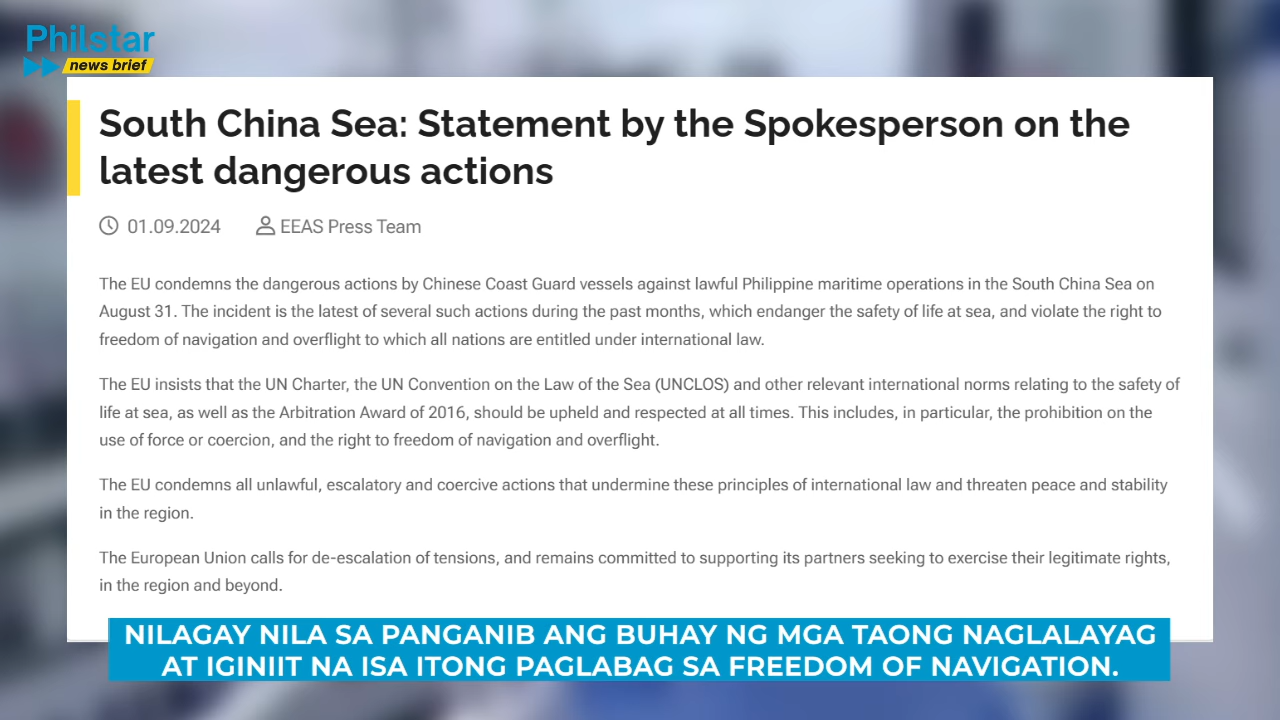 Philstar
news brief
South China Sea: Statement by the Spokesperson on the
latest dangerous actions
01.09.2024 EEAS Press Team
The EU condemns the dangerous actions by Chinese Coast Guard vessels against lawful Philippine maritime operations in the South China Sea on
August 31. The incident is the latest of several such actions during the past months, which endanger the safety of life at sea, and violate the right to
freedom of navigation and overflight to which all nations are entitled under international law.
The EU insists that the UN Charter, the UN Convention on the Law of the Sea (UNCLOS) and other relevant international norms relating to the safety of
life at sea, as well as the Arbitration Award of 2016, should be upheld and respected at all times. This includes, in particular, the prohibition on the
use of force or coercion, and the right to freedom of navigation and overflight.
The EU condemns all unlawful, escalatory and coercive actions that undermine these principles of international law and threaten peace and stability
in the region.
The European Union calls for de-escalation of tensions, and remains committed to supporting its partners seeking to exercise their legitimate rights,
in the region and beyond.
NILAGAY NILA SA PANGANIB ANG BUHAY NG MGA TAONG NAGLALAYAG
AT IGINIIT NA ISA ITONG PAGLABAG SA FREEDOM OF NAVIGATION.